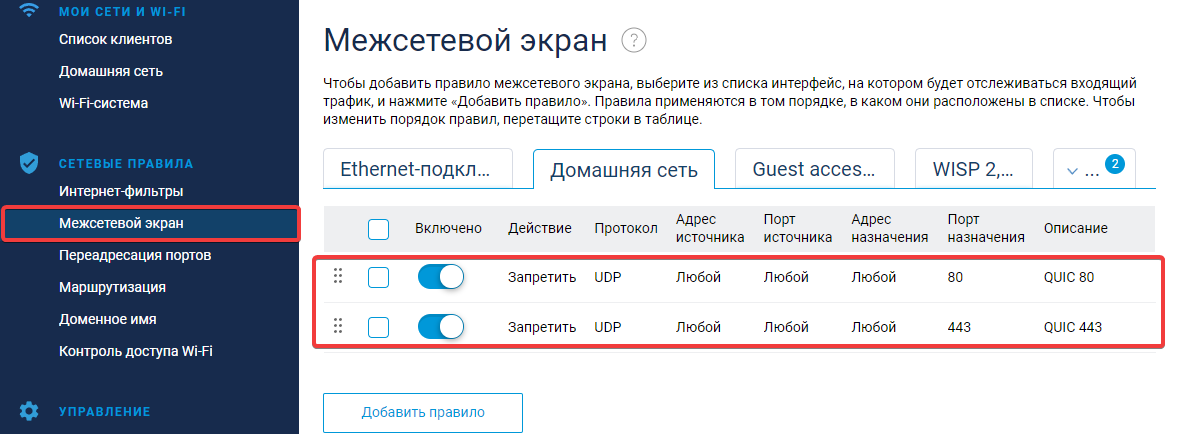 МОИ СЕТИ И WI-FI
Список клиентов
Домашняя сеть
Wi-Fi-система
СЕТЕВЫЕ ПРАВИЛА
Интернет-фильтры
Межсетевой экран
Переадресация портов
Маршрутизация
Доменное имя
Контроль доступа Wi-Fi
УПРАВЛЕНИЕ
Межсетевой экран ?
Чтобы добавить правило межсетевого экрана, выберите из списка интерфейс, на котором будет отслеживаться входящий
трафик, и нажмите «Добавить правило». Правила применяются в том порядке, в каком они расположены в списке. Чтобы
изменить порядок правил, перетащите строки в таблице.
Ethernet-подкл... Домашняя сеть Guest acces... WISP 2,... ... 2
Включено Действие Протокол Адрес источника Порт источника Адрес назначения Порт назначения Описание
Запретить UDP Любой Любой Любой 80 QUIC 80
Запретить UDP Любой Любой Любой 443 QUIC 443
Добавить правило